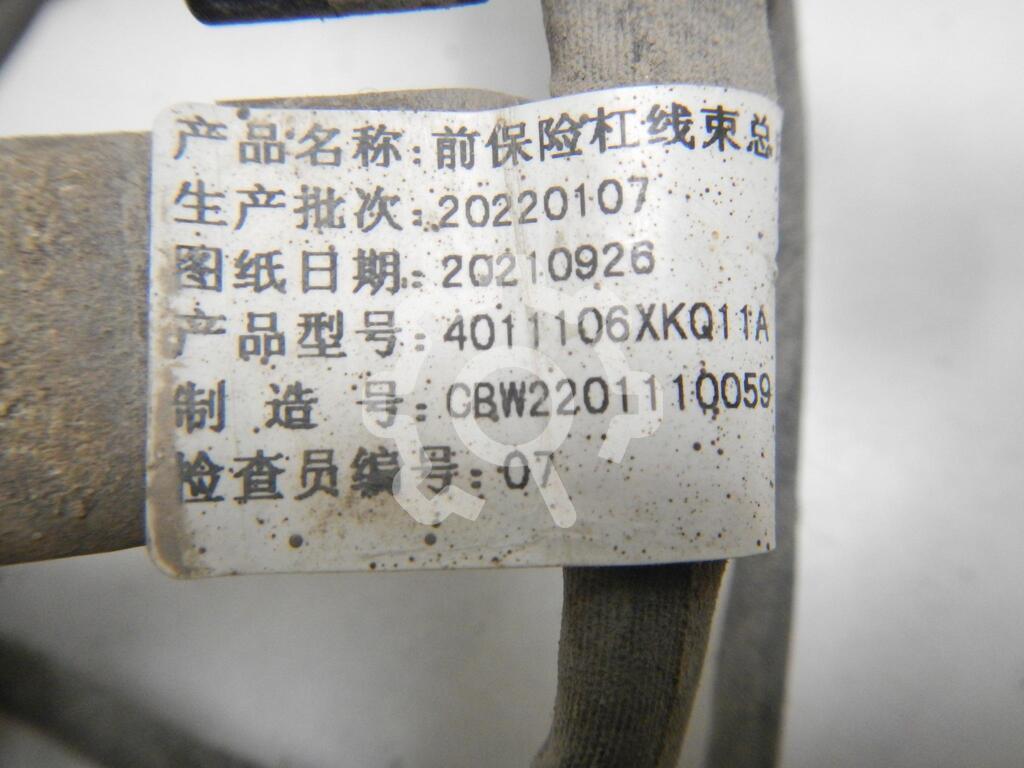 产品名称:前保险杠线束总
生产批次:20220107
图纸日期:20210926
产品型号:4011106XKQ11A
制 造 号:GBW2201110059
检查员编号:07